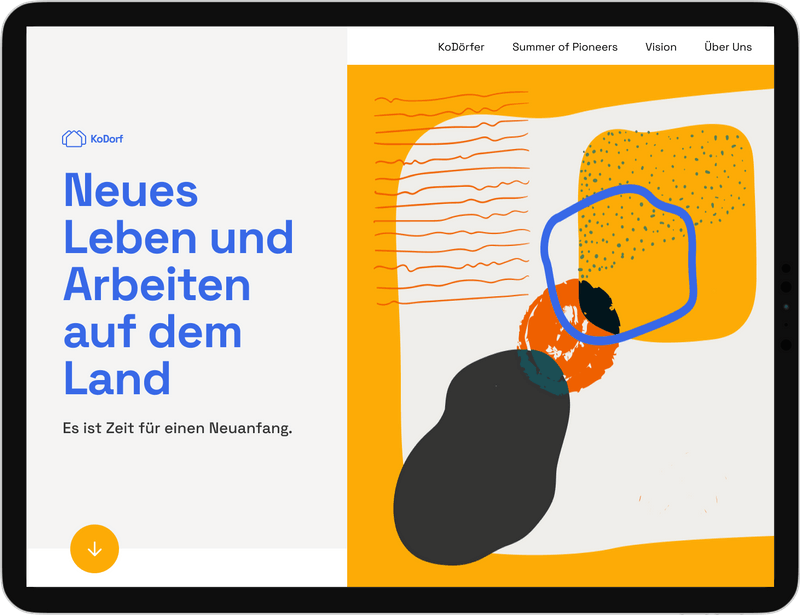 KoDörfer Summer of Pioneers Vision Über Uns
KoDorf
Neues
Leben und
Arbeiten
auf dem
Land
Es ist Zeit für einen Neuanfang.